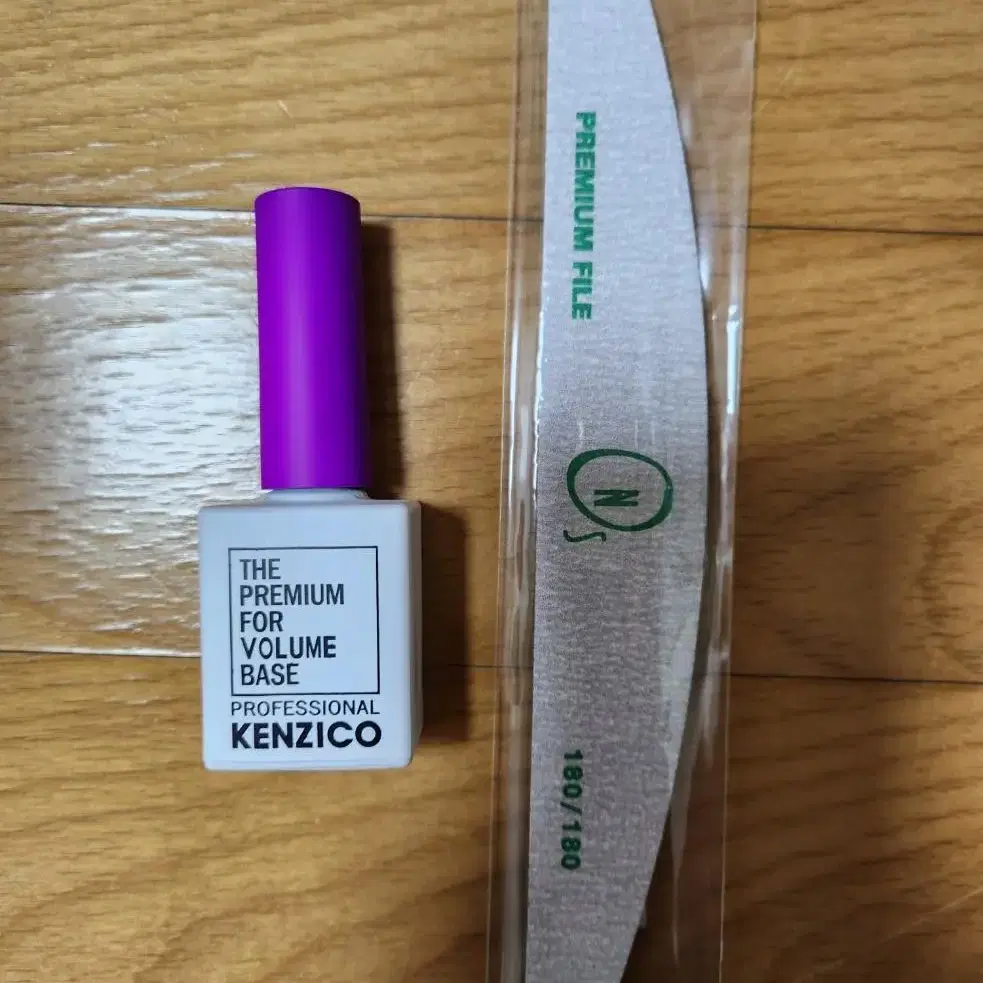 THE
PREMIUM
FOR
VOLUME
BASE
PROFESSIONAL
KENZICO
PREMIUM FILE
N
S
180/180